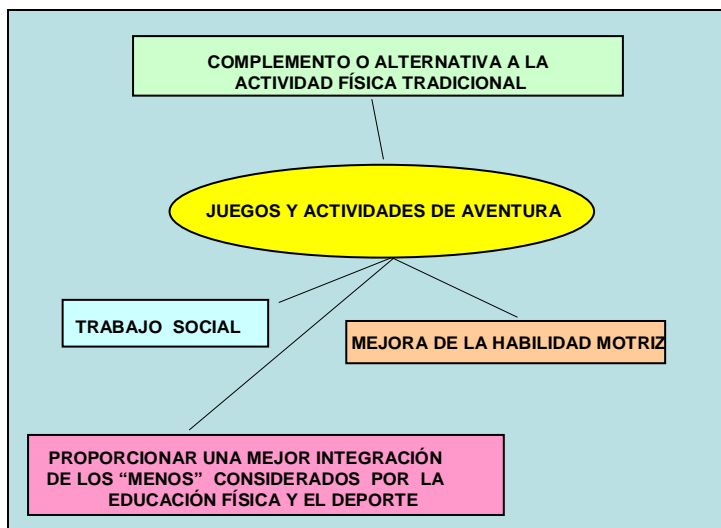 COMPLEMENTO O ALTERNATIVA A LA
ACTIVIDAD FÍSICA TRADICIONAL
JUEGOS Y ACTIVIDADES DE AVENTURA
TRABAJO SOCIAL
MEJORA DE LA HABILIDAD MOTRIZ
PROPORCIONAR UNA MEJOR INTEGRACIÓN
DE LOS “MENOS” CONSIDERADOS POR LA
EDUCACIÓN FÍSICA Y EL DEPORTE